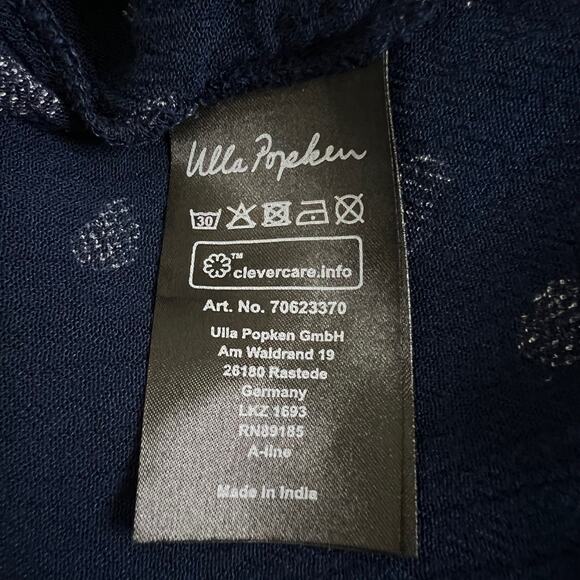 Ulla Popken
30
clevercare.info
Art. No. 70623370
Ulla Popken GmbH
Am Waldrand 19
26180 Rastede
Germany
LKZ 1693
RN89185
A-line
Made in India